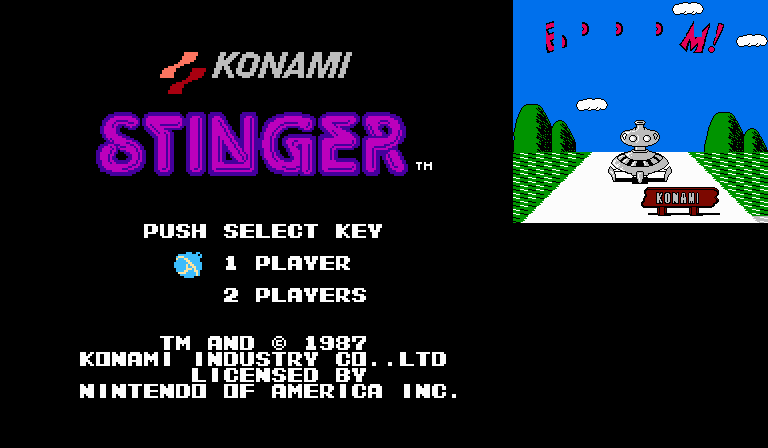 KONAMI
STINGER
TM
PUSH SELECT KEY
1 PLAYER
2 PLAYERS
TM AND © 1987
KONAMI INDUSTRY CO.,LTD
LICENSED BY
NINTENDO OF AMERICA INC.
M!
KONAMI